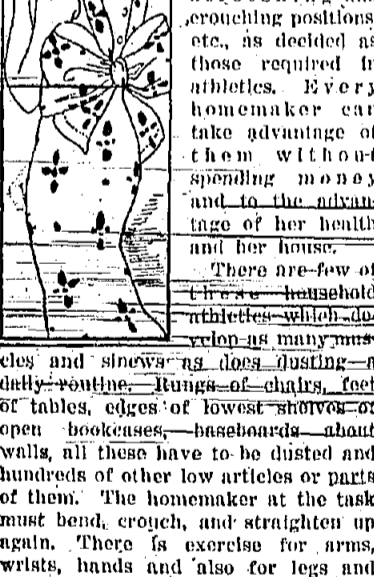 crouching positions
etc., as decided as
those required in
athletics. Every
homemaker can
take advantage of
them without
spending money
and to the advan-
tage of her health
and her house.
There are few of
these household
athletics which do
velop as many mus-
cles and sinews as does dusting—a
daily routine. Rungs of chairs, feet
of tables, edges of lowest shelves of
open bookcases, baseboards about
walls, all these have to be dusted and
hundreds of other low articles or parts
of them. The homemaker at the task
must bend, crouch, and straighten up
again. There is exercise for arms,
wrists, hands and also for legs and